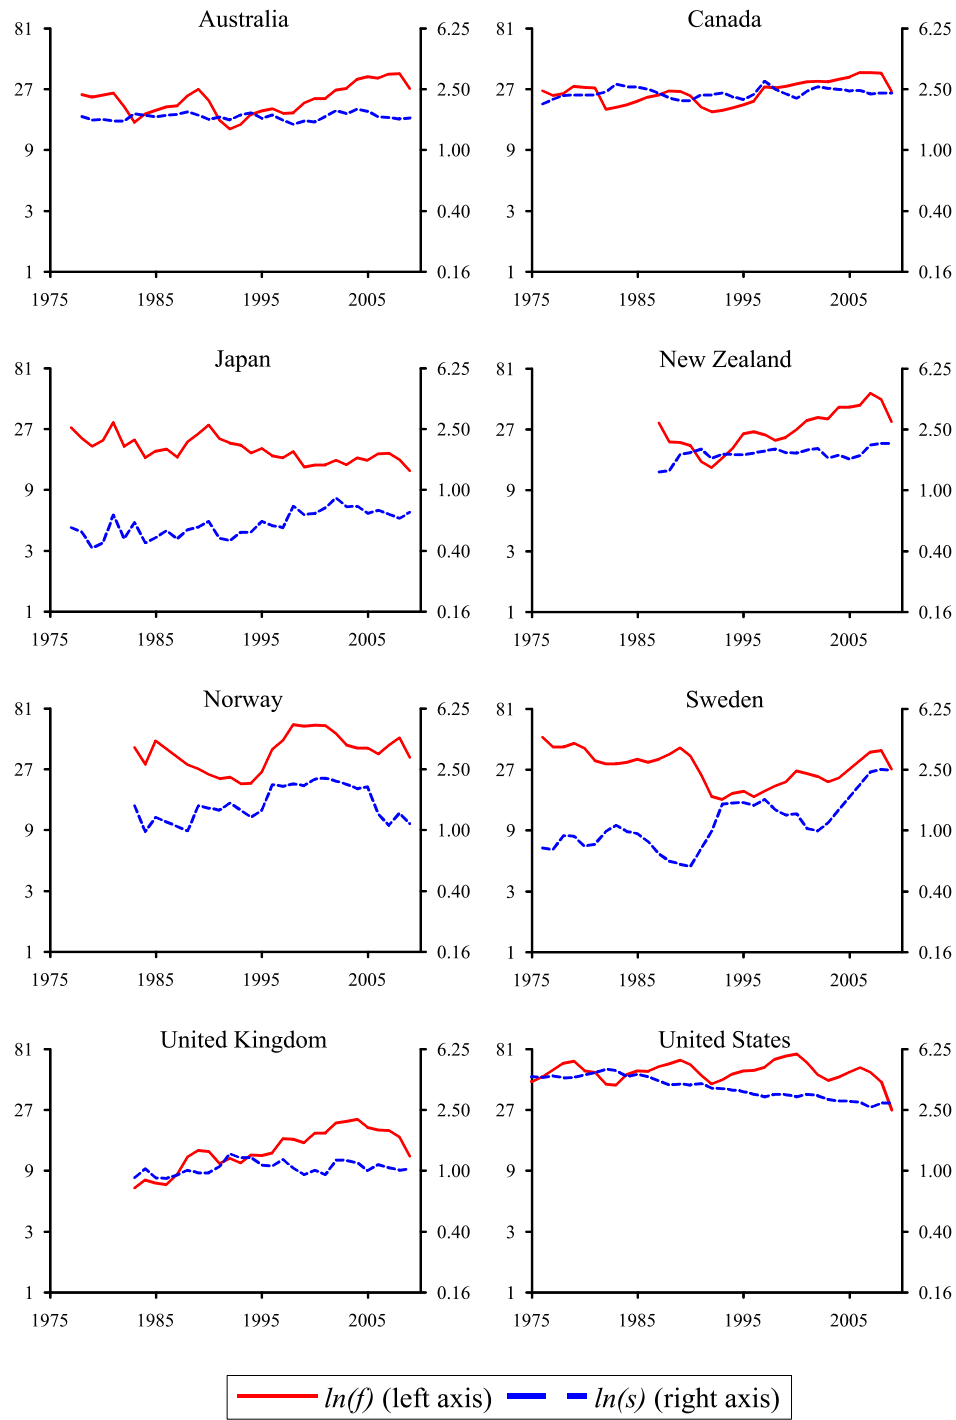 Australia
81 6.25
27 2.50
9 1.00
3 0.40
1 0.16
1975 1985 1995 2005
Canada
81 6.25
27 2.50
9 1.00
3 0.40
1 0.16
1975 1985 1995 2005
Japan
81 6.25
27 2.50
9 1.00
3 0.40
1 0.16
1975 1985 1995 2005
New Zealand
81 6.25
27 2.50
9 1.00
3 0.40
1 0.16
1975 1985 1995 2005
Norway
81 6.25
27 2.50
9 1.00
3 0.40
1 0.16
1975 1985 1995 2005
Sweden
81 6.25
27 2.50
9 1.00
3 0.40
1 0.16
1975 1985 1995 2005
United Kingdom
81 6.25
27 2.50
9 1.00
3 0.40
1 0.16
1975 1985 1995 2005
United States
81 6.25
27 2.50
9 1.00
3 0.40
1 0.16
1975 1985 1995 2005
ln(f) (left axis) ln(s) (right axis)